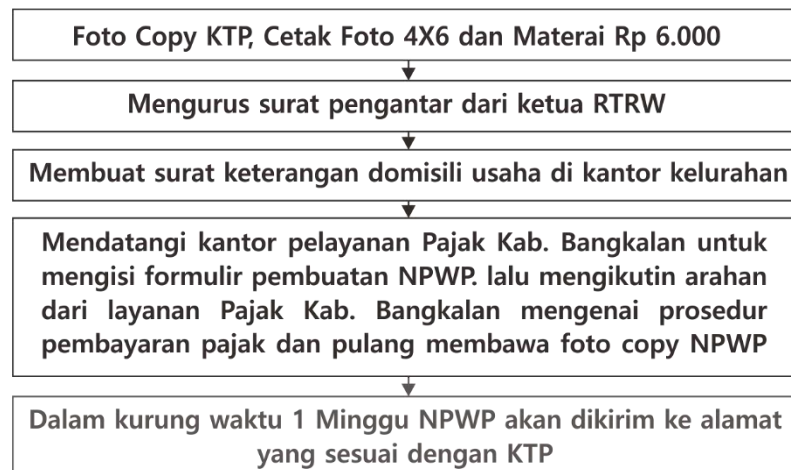 Foto Copy KTP, Cetak Foto 4X6 dan Materai Rp 6.000
Mengurus surat pengantar dari ketua RTRW
Membuat surat keterangan domisili usaha di kantor kelurahan
Mendatangi kantor pelayanan Pajak Kab. Bangkalan untuk
mengisi formulir pembuatan NPWP. lalu mengikutin arahan
dari layanan Pajak Kab. Bangkalan mengenai prosedur
pembayaran pajak dan pulang membawa foto copy NPWP
Dalam kurung waktu 1 Minggu NPWP akan dikirim ke alamat
yang sesuai dengan KTP